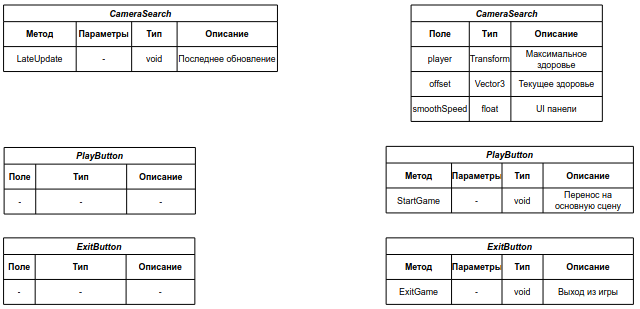 CameraSearch
Метод Параметры Тип Описание
LateUpdate - void Последнее обновление
CameraSearch
Поле Тип Описание
player Transform Максимальное
здоровье
offset Vector3 Текущее здоровье
smoothSpeed float UI панели
PlayButton
Поле Тип Описание
- - -
PlayButton
Метод Параметры Тип Описание
StartGame - void Перенос на
основную сцену
ExitButton
Поле Тип Описание
- - -
ExitButton
Метод Параметры Тип Описание
ExitGame - void Выход из игры